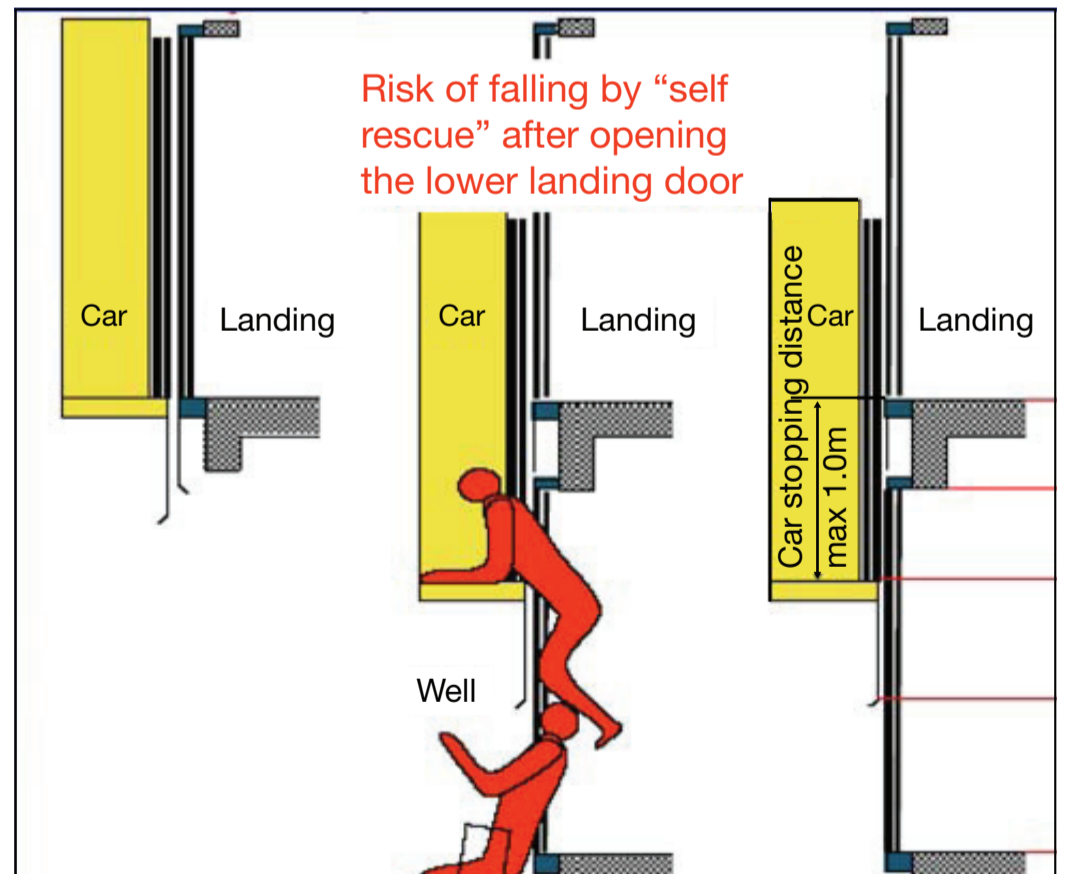 Risk of falling by “self
rescue” after opening
the lower landing door
Car
Landing
Car
Landing
Car stopping distance
max 1.0m
Car
Landing
Well